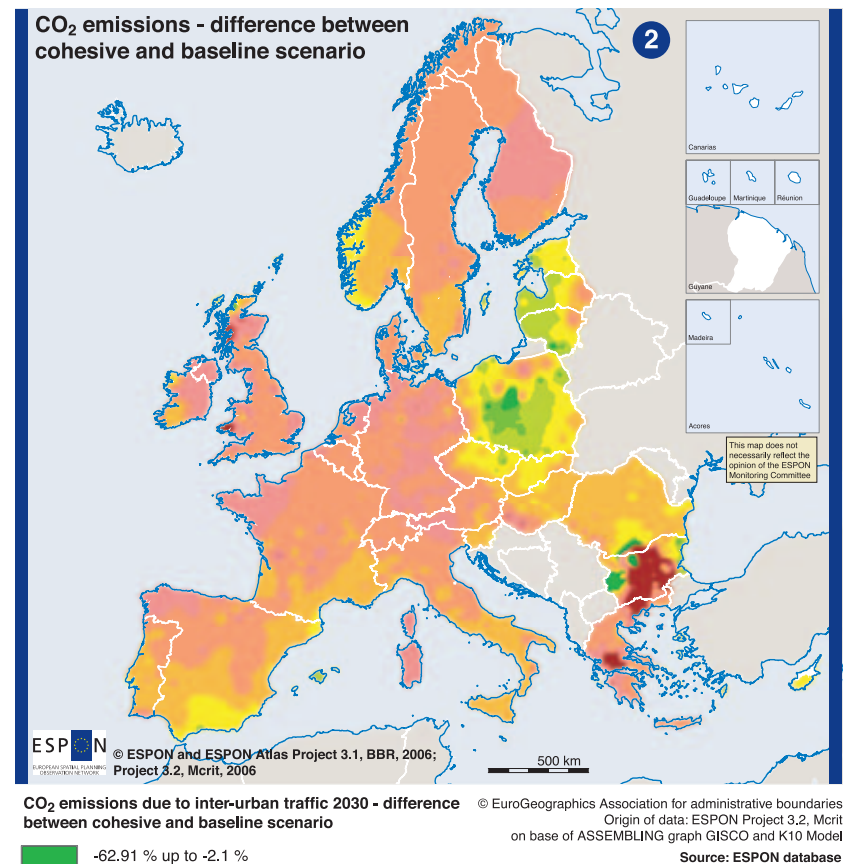 CO₂ emissions - difference between
cohesive and baseline scenario
2
Canarias
Guadeloupe
Martinique
Réunion
Guyane
Madeira
Acores
This map does not
necessarily reflect the
opinion of the ESPON
Monitoring Committee
ESPON
EUROPEAN SPATIAL PLANNING
OBSERVATION NETWORK
© ESPON and ESPON Atlas Project 3.1, BBR, 2006;
Project 3.2, Mcrit, 2006
500 km
CO₂ emissions due to inter-urban traffic 2030 - difference
between cohesive and baseline scenario
© EuroGeographics Association for administrative boundaries
Origin of data: ESPON Project 3,2, Mcrit
on base of ASSEMBLING graph GISCO and K10 Model
Source: ESPON database
-62.91 % up to -2.1 %